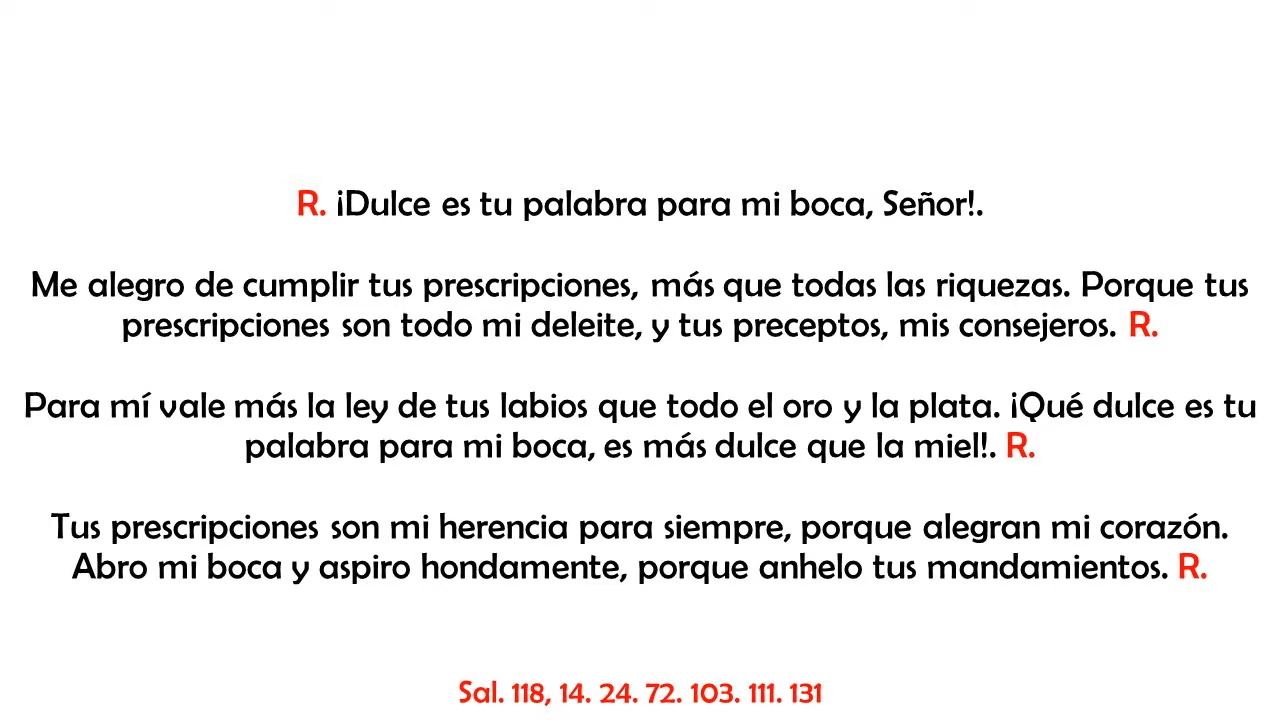 R. ¡Dulce es tu palabra para mi boca, Señor!.
Me alegro de cumplir tus prescripciones, más que todas las riquezas. Porque tus
prescripciones son todo mi deleite, y tus preceptos, mis consejeros. R.
Para mí vale más la ley de tus labios que todo el oro y la plata. ¡Qué dulce es tu
palabra para mi boca, es más dulce que la miel!. R.
Tus prescripciones son mi herencia para siempre, porque alegran mi corazón.
Abro mi boca y aspiro hondamente, porque anhelo tus mandamientos. R.
Sal. 118, 14. 24. 72. 103. 111. 131